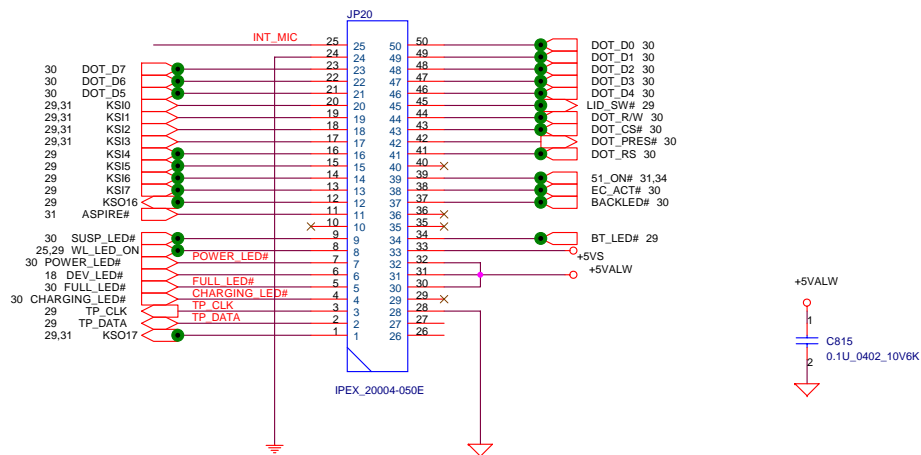 JP20
INT_MIC 25 25 50 50 DOT_D0 30
24 24 49 49 DOT_D1 30
30 DOT_D7 23 23 48 48 DOT_D2 30
30 DOT_D6 22 22 47 47 DOT_D3 30
30 DOT_D5 21 21 46 46 DOT_D4 30
29,31 KSI0 20 20 45 45 LID_SW# 29
29,31 KSI1 19 19 44 44 DOT_R/W 30
29,31 KSI2 18 18 43 43 DOT_CS# 30
29,31 KSI3 17 17 42 42 DOT_PRES# 30
29 KSI4 16 16 41 41 DOT_RS 30
29 KSI5 15 15 40 40
29 KSI6 14 14 39 39 51_ON# 31,34
29 KSI7 13 13 38 38 EC_ACT# 30
29 KSO16 12 12 37 37 BACKLED# 30
31 ASPIRE# 11 11 36 36
10 10 35 35
30 SUSP_LED# 9 9 34 34 BT_LED# 29
25,29 WL_LED_ON 8 8 33 33 +5VS
30 POWER_LED# POWER_LED# 7 7 32 32
18 DEV_LED# 6 6 31 31 +5VALW
30 FULL_LED# FULL_LED# 5 5 30 30
30 CHARGING_LED# CHARGING_LED# 4 4 29 29
29 TP_CLK TP_CLK 3 3 28 28
29 TP_DATA TP_DATA 2 2 27 27
29,31 KSO17 1 1 26 26
IPEX_20004-050E
+5VALW
1
C815
0.1U_0402_10V6K
2